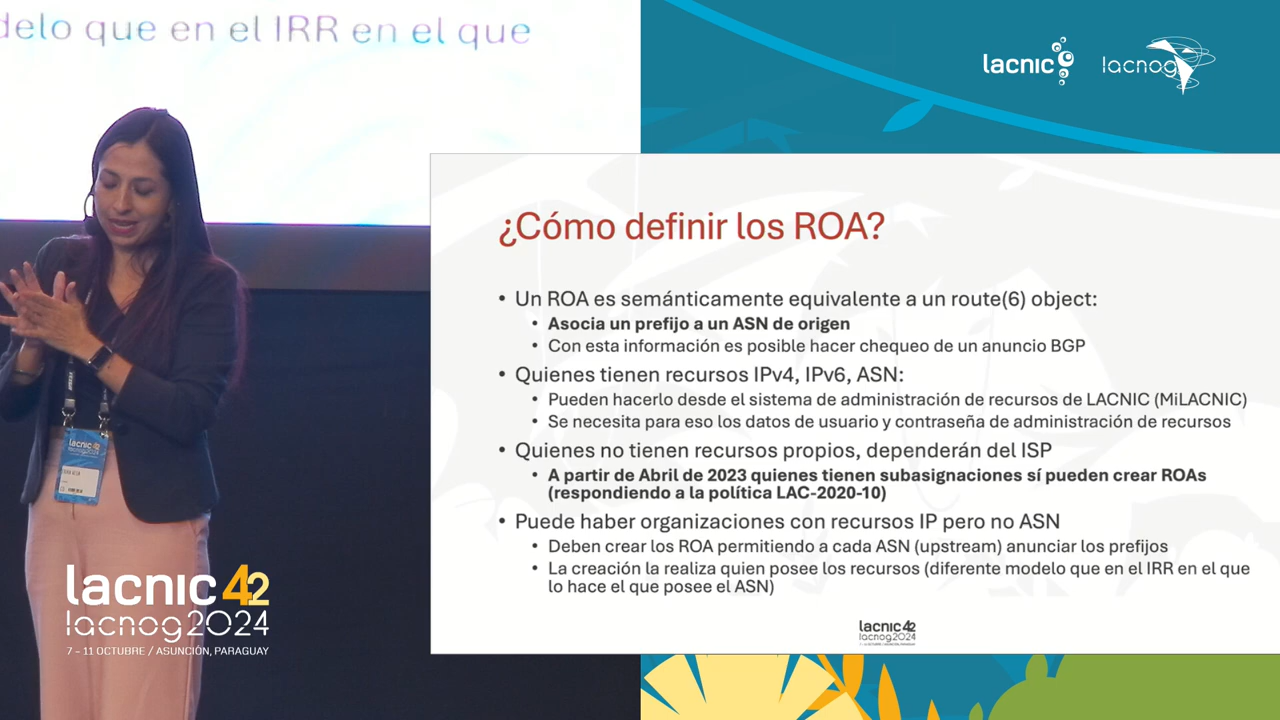 delo que en el IRR en el que
lacnic
lacnog
¿Cómo definir los ROA?
• Un ROA es semánticamente equivalente a un route(6) object:
• Asocia un prefijo a un ASN de origen
• Con esta información es posible hacer chequeo de un anuncio BGP
• Quienes tienen recursos IPv4, IPv6, ASN:
• Pueden hacerlo desde el sistema de administración de recursos de LACNIC (MiLACNIC)
• Se necesita para eso los datos de usuario y contraseña de administración de recursos
• Quienes no tienen recursos propios, dependerán del ISP
• A partir de Abril de 2023 quienes tienen subasignaciones sí pueden crear ROAs
(respondiendo a la política LAC-2020-10)
• Puede haber organizaciones con recursos IP pero no ASN
• Deben crear los ROA permitiendo a cada ASN (upstream) anunciar los prefijos
• La creación la realiza quien posee los recursos (diferente modelo que en el IRR en el que
lo hace el que posee el ASN)
lacnic 42
lacnog2024
lacnic
lacnic 42
lacnog2024
7 – 11 OCTUBRE / ASUNCIÓN, PARAGUAY